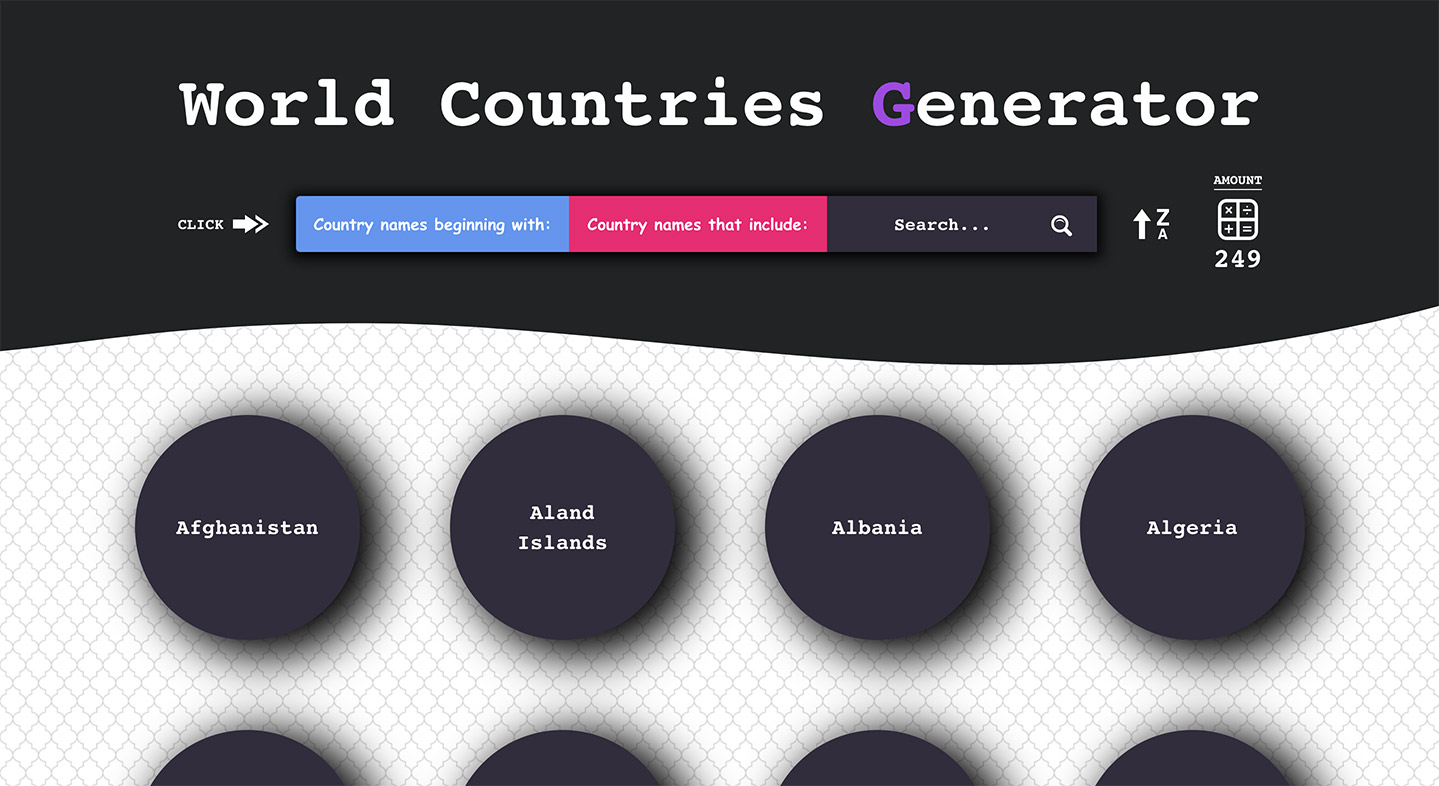 World Countries Generator
AMOUNT
CLICK
Country names beginning with:
Country names that include:
Search...
Z
A
249
Afghanistan
Aland
Islands
Albania
Algeria